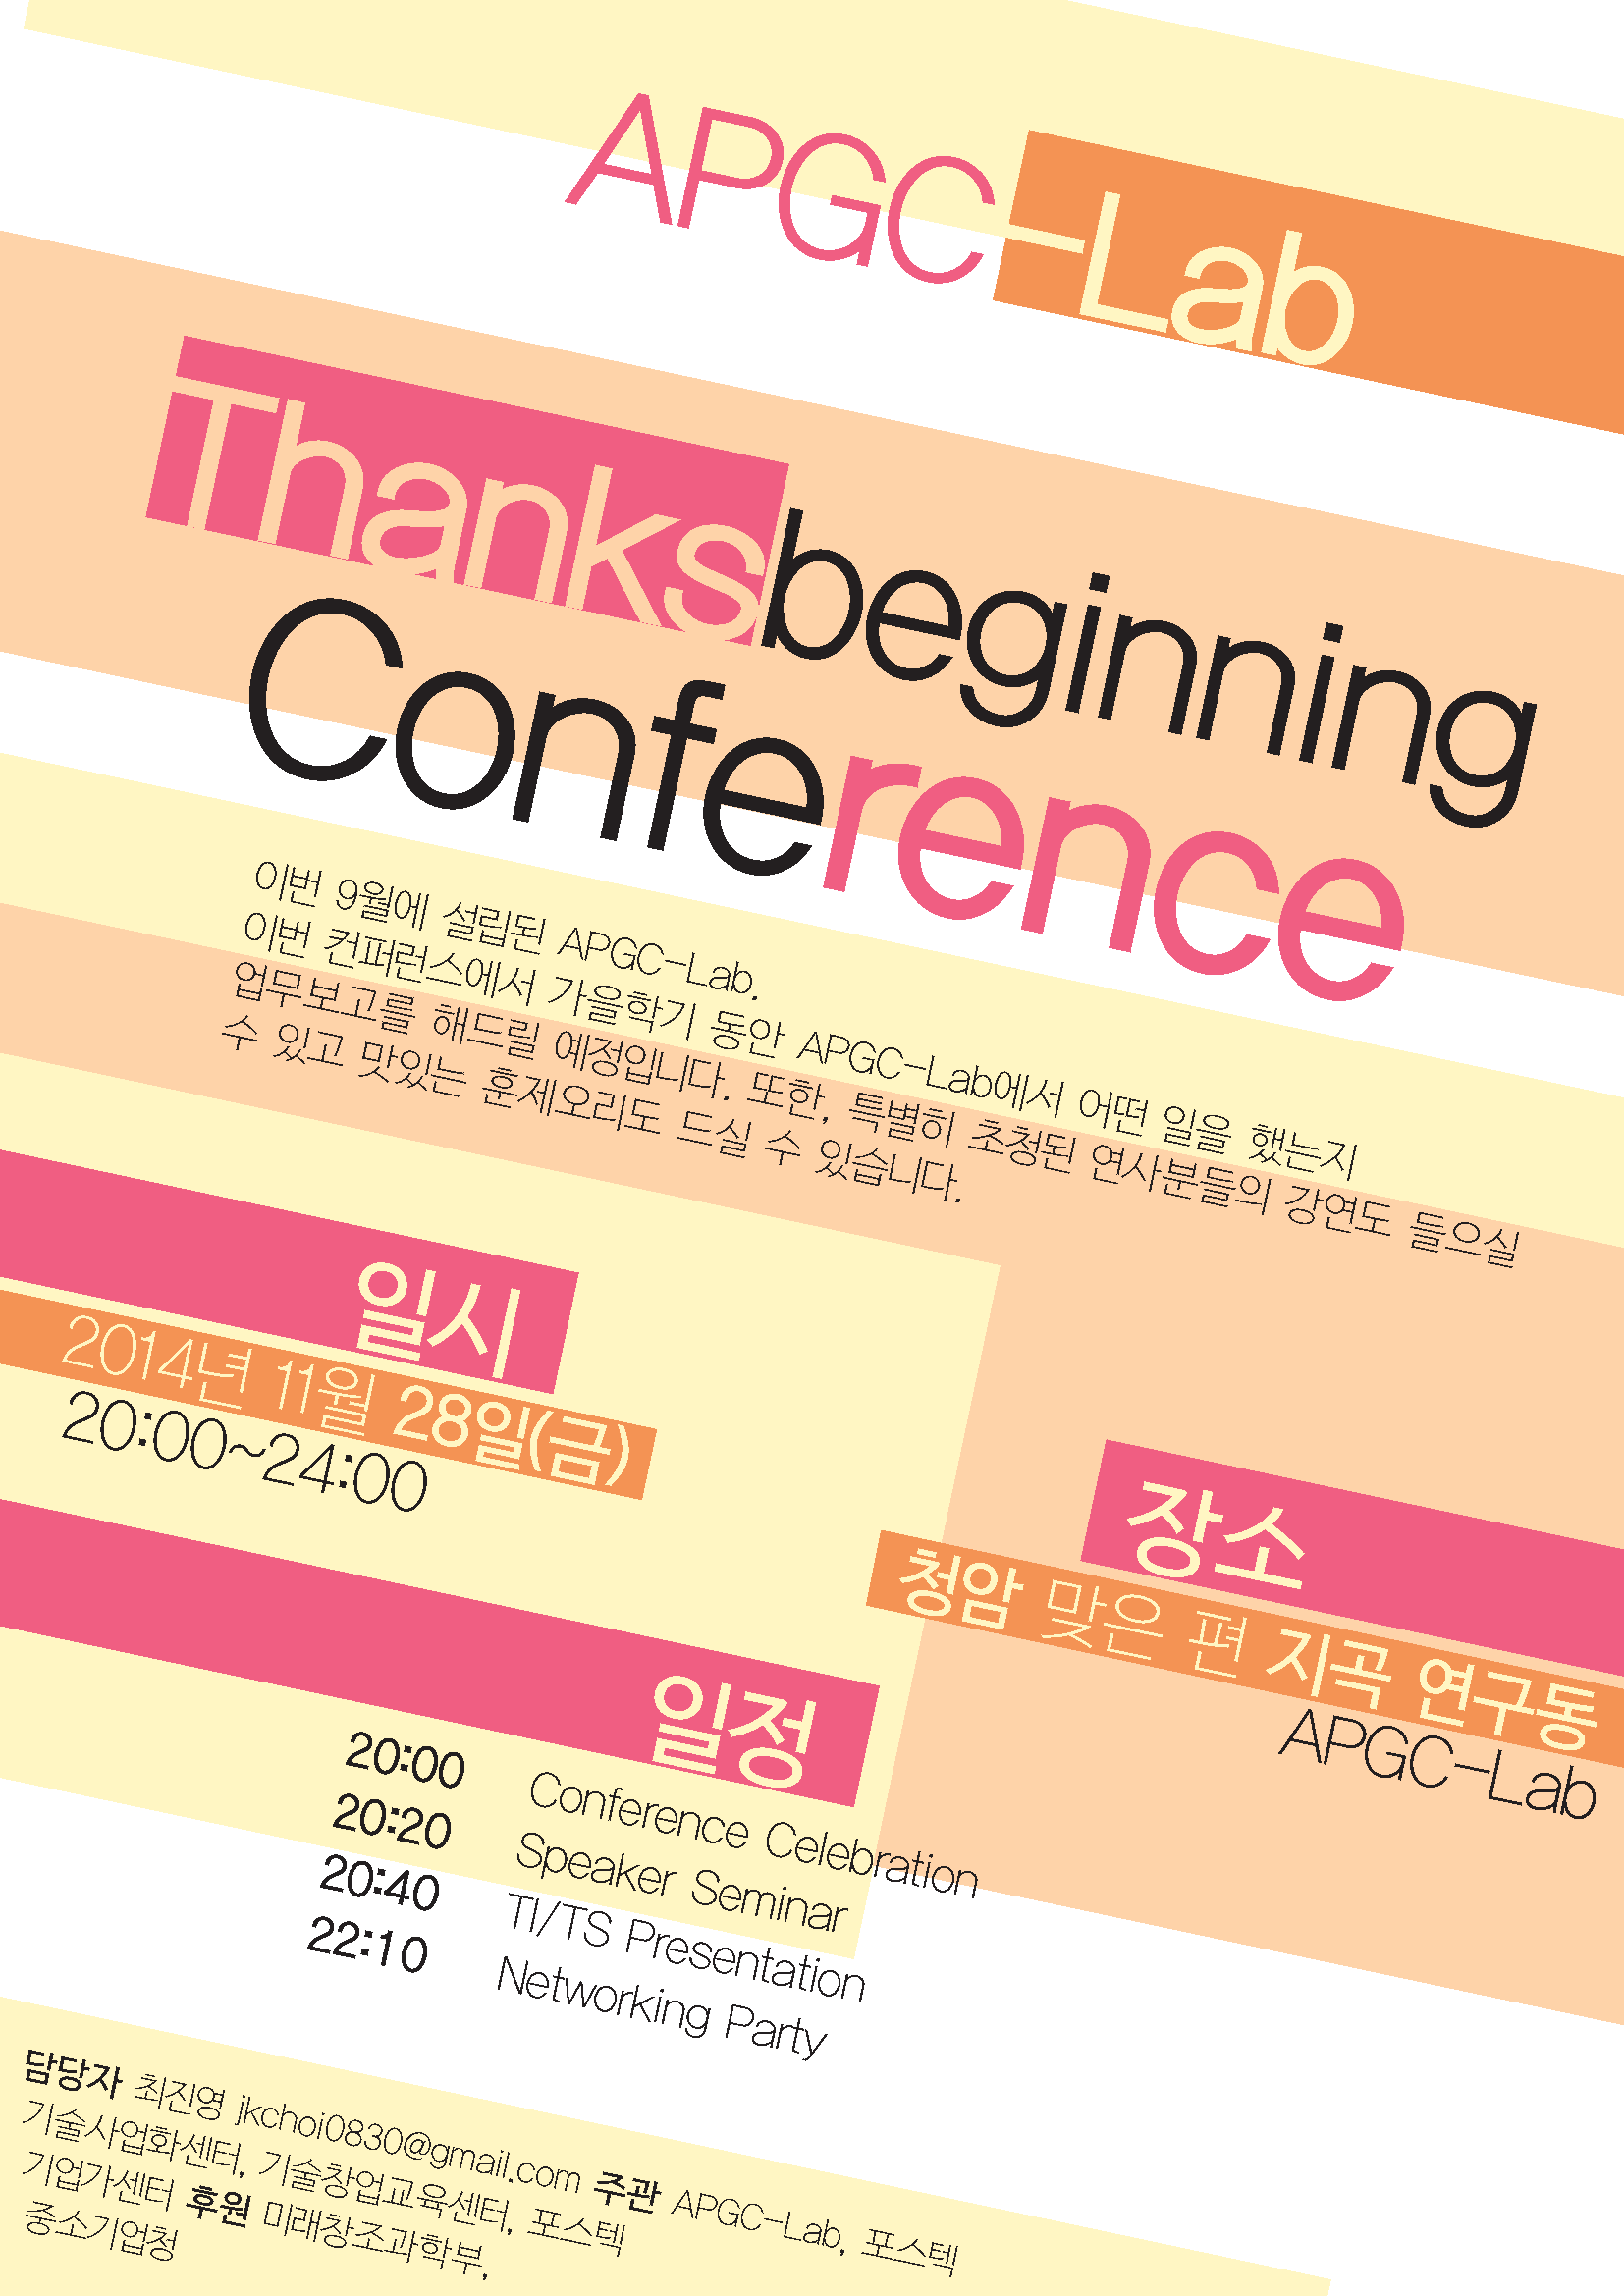 APGC-Lab
Thanksbeginning
Conference
이번 9월에 설립된 APGC-Lab.
이번 컨퍼런스에서 가을학기 동안 APGC-Lab에서 어떤 일을 했는지
업무보고를 해드릴 예정입니다. 또한, 특별히 초청된 연사분들의 강연도 들으실
수 있고 맛있는 훈제오리도 드실 수 있습니다.
일시
2014년 11월 28일(금)
20:00~24:00
장소
청암 맞은 편 지곡 연구동
APGC-Lab
일정
20:00 Conference Celebration
20:20 Speaker Seminar
20:40 TI/TS Presentation
22:10 Networking Party
담당자 최진영 jkchoi0830@gmail.com 주관 APGC-Lab, 포스텍
기술사업화센터, 기술창업교육센터, 포스텍
기업가센터 후원 미래창조과학부,
중소기업청